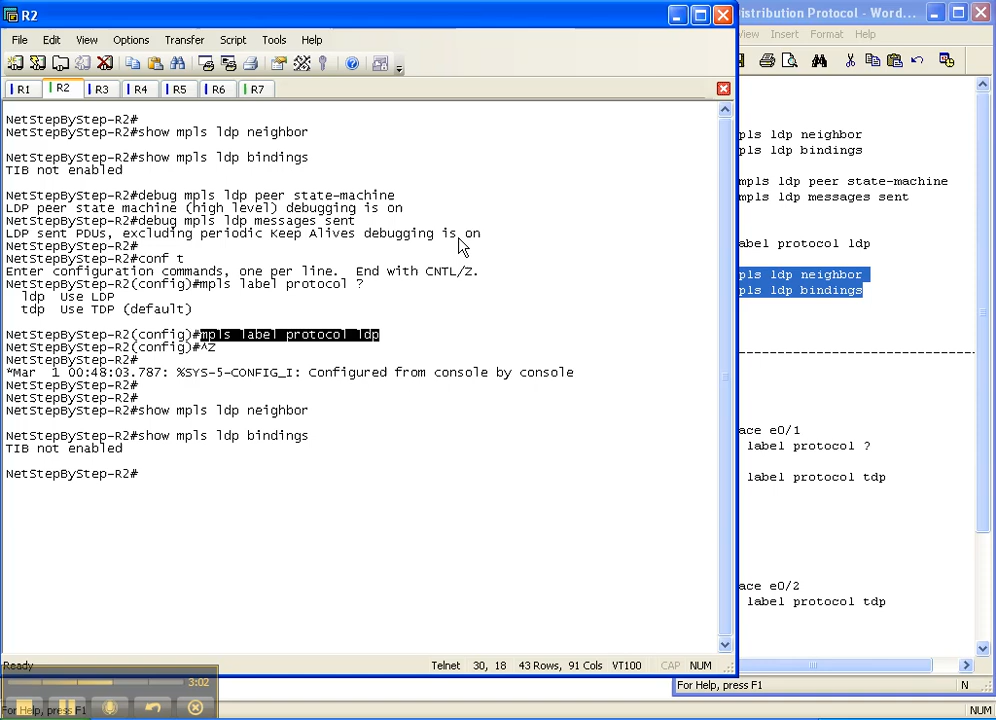 R2
File Edit View Options Transfer Script Tools Help
R1 R2 R3 R4 R5 R6 R7
NetStepByStep-R2#
NetStepByStep-R2#show mpls ldp neighbor
NetStepByStep-R2#show mpls ldp bindings
TIB not enabled
NetStepByStep-R2#debug mpls ldp peer state-machine
LDP peer state machine (high level) debugging is on
NetStepByStep-R2#debug mpls ldp messages sent
LDP sent PDUs, excluding periodic Keep Alives debugging is on
NetStepByStep-R2#
NetStepByStep-R2#conf t
Enter configuration commands, one per line.  End with CNTL/Z.
NetStepByStep-R2(config)#mpls label protocol ?
ldp  Use LDP
tdp  Use TDP (default)
NetStepByStep-R2(config)#mpls label protocol ldp
NetStepByStep-R2(config)#^Z
NetStepByStep-R2#
*Mar  1 00:48:03.787: %SYS-5-CONFIG_I: Configured from console by console
NetStepByStep-R2#
NetStepByStep-R2#
NetStepByStep-R2#show mpls ldp neighbor
NetStepByStep-R2#show mpls ldp bindings
TIB not enabled
NetStepByStep-R2#
Ready Telnet 30, 18 43 Rows, 91 Cols VT100 CAP NUM
3:02
For Help, press F1
istribution Protocol - Word...
iew Insert Format Help
pls ldp neighbor
pls ldp bindings
mpls ldp peer state-machine
mpls ldp messages sent
abel protocol ldp
pls ldp neighbor
pls ldp bindings
ace e0/1
label protocol ?
label protocol tdp
ace e0/2
label protocol tdp
For Help, press F1 N
NUM